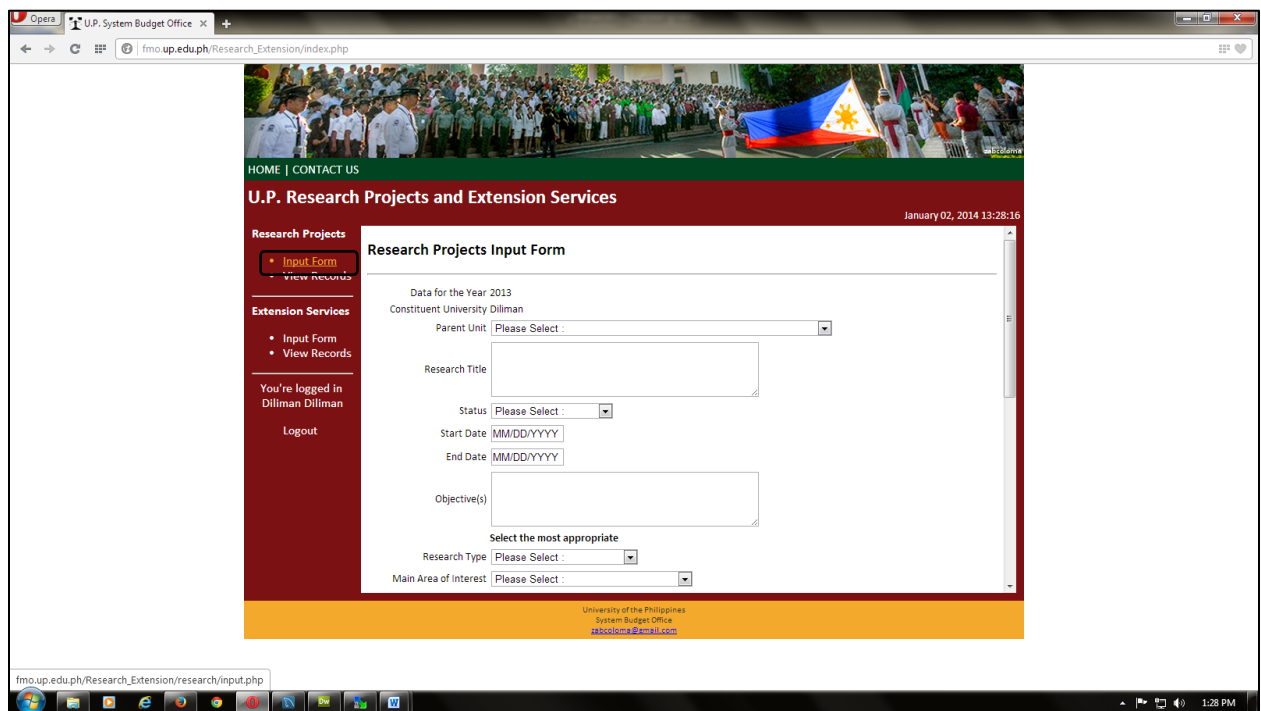 Opera
U.P. System Budget Office
fmo.up.edu.ph/Research_Extension/index.php
zabcoloma
HOME | CONTACT US
U.P. Research Projects and Extension Services
January 02, 2014 13:28:16
Research Projects
• Input Form
• View Records
Extension Services
• Input Form
• View Records
You're logged in
Diliman Diliman
Logout
Research Projects Input Form
Data for the Year 2013
Constituent University Diliman
Parent Unit Please Select :
Research Title
Status Please Select :
Start Date MM/DD/YYYY
End Date MM/DD/YYYY
Objective(s)
Select the most appropriate
Research Type Please Select :
Main Area of Interest Please Select :
University of the Philippines
System Budget Office
zabcoloma@gmail.com
fmo.up.edu.ph/Research_Extension/research/input.php
Dw
W
1:28 PM